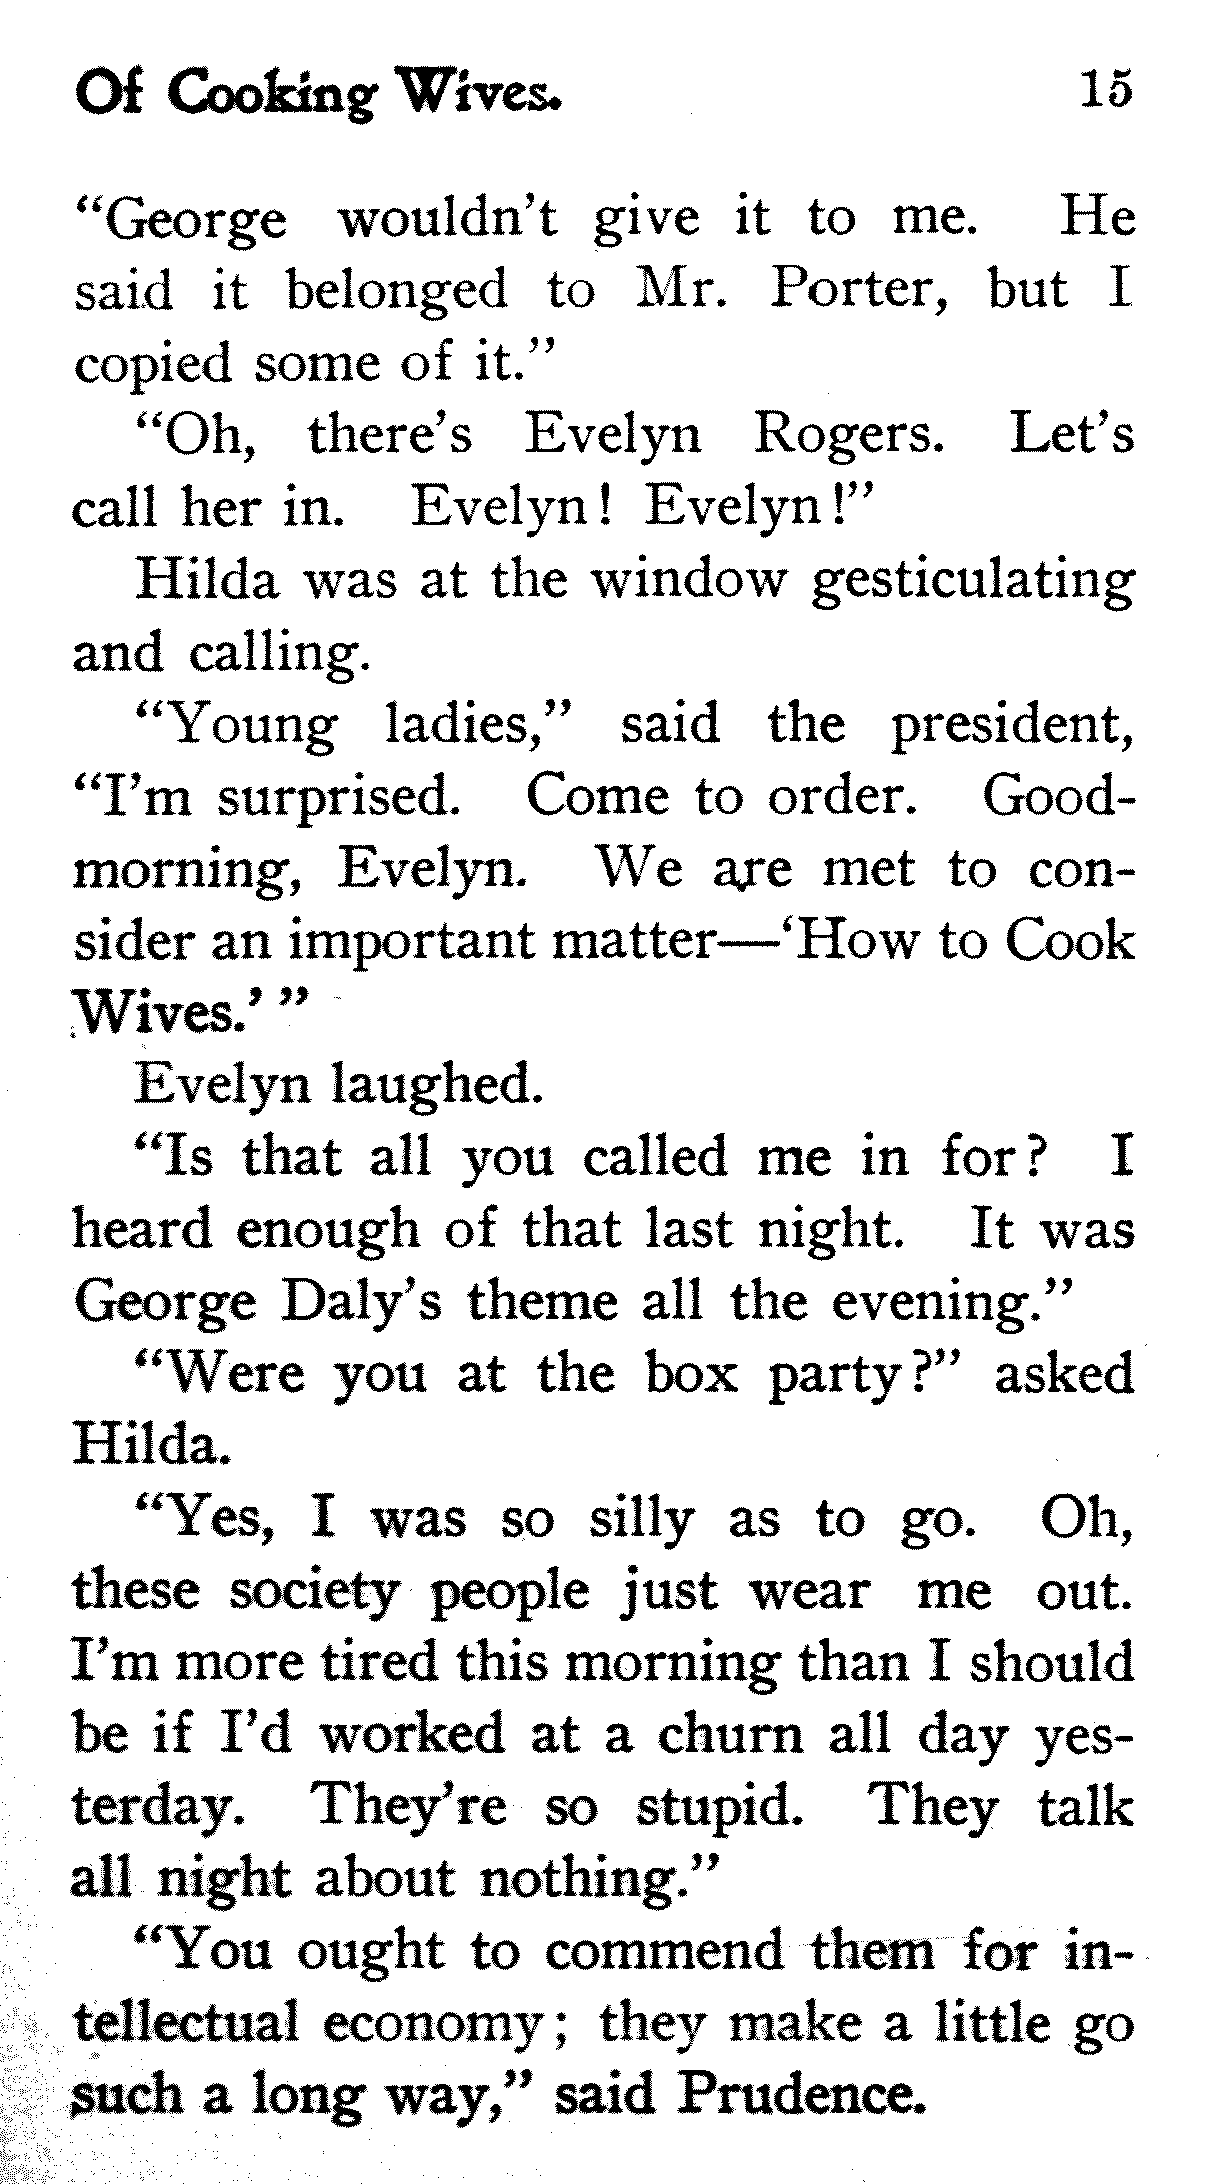 Of Cooking Wives. 15
“George wouldn’t give it to me. He
said it belonged to Mr. Porter, but I
copied some of it.”
“Oh, there’s Evelyn Rogers. Let’s
call her in. Evelyn! Evelyn!”
Hilda was at the window gesticulating
and calling.
“Young ladies,” said the president,
“I’m surprised. Come to order. Good-
morning, Evelyn. We are met to con-
sider an important matter—‘How to Cook
Wives.’”
Evelyn laughed.
“Is that all you called me in for? I
heard enough of that last night. It was
George Daly’s theme all the evening.”
“Were you at the box party?” asked
Hilda.
“Yes, I was so silly as to go. Oh,
these society people just wear me out.
I’m more tired this morning than I should
be if I’d worked at a churn all day yes-
terday. They’re so stupid. They talk
all night about nothing.”
“You ought to commend them for in-
tellectual economy; they make a little go
such a long way,” said Prudence.